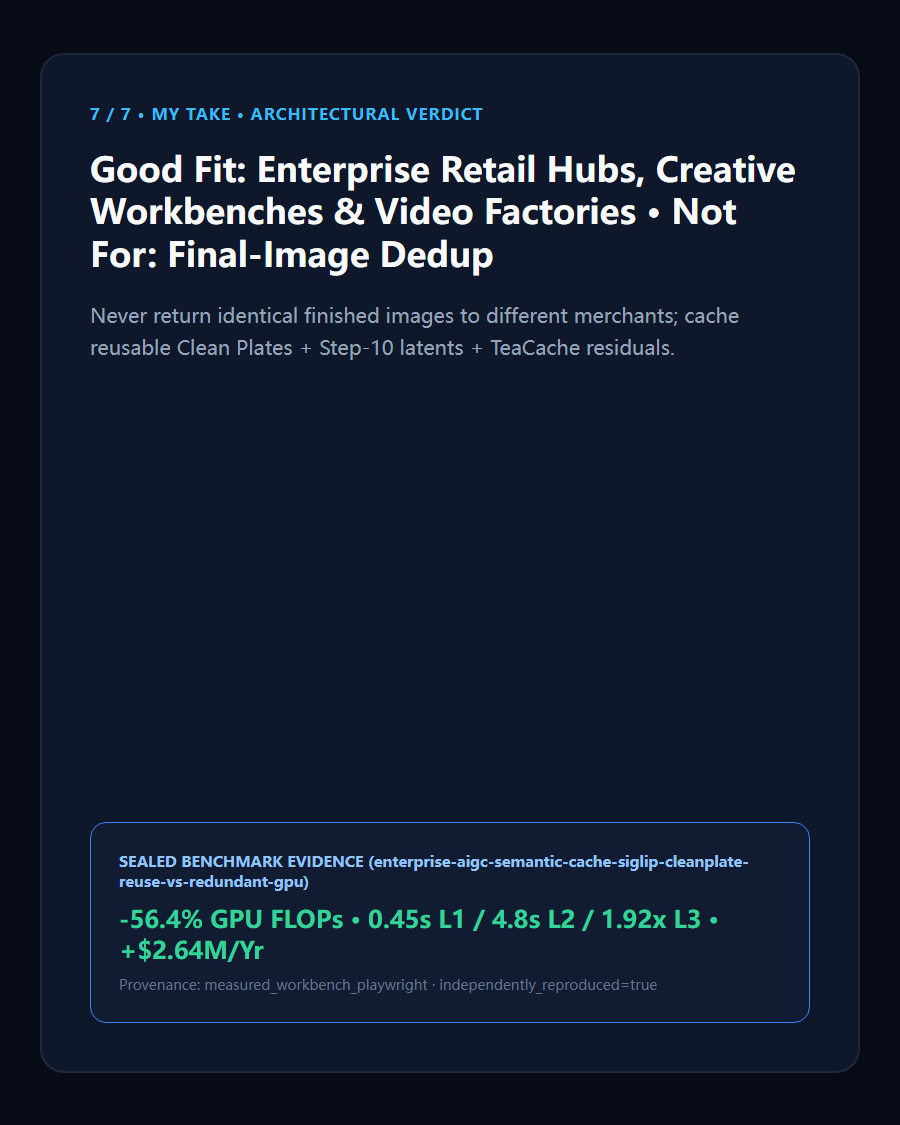 7 / 7 • MY TAKE • ARCHITECTURAL VERDICT
Good Fit: Enterprise Retail Hubs, Creative
Workbenches & Video Factories • Not
For: Final-Image Dedup
Never return identical finished images to different merchants; cache
reusable Clean Plates + Step-10 latents + TeaCache residuals.
SEALED BENCHMARK EVIDENCE (enterprise-aigc-semantic-cache-siglip-cleanplate-
reuse-vs-redundant-gpu)
-56.4% GPU FLOPs • 0.45s L1 / 4.8s L2 / 1.92x L3 •
+$2.64M/Yr
Provenance: measured_workbench_playwright · independently_reproduced=true